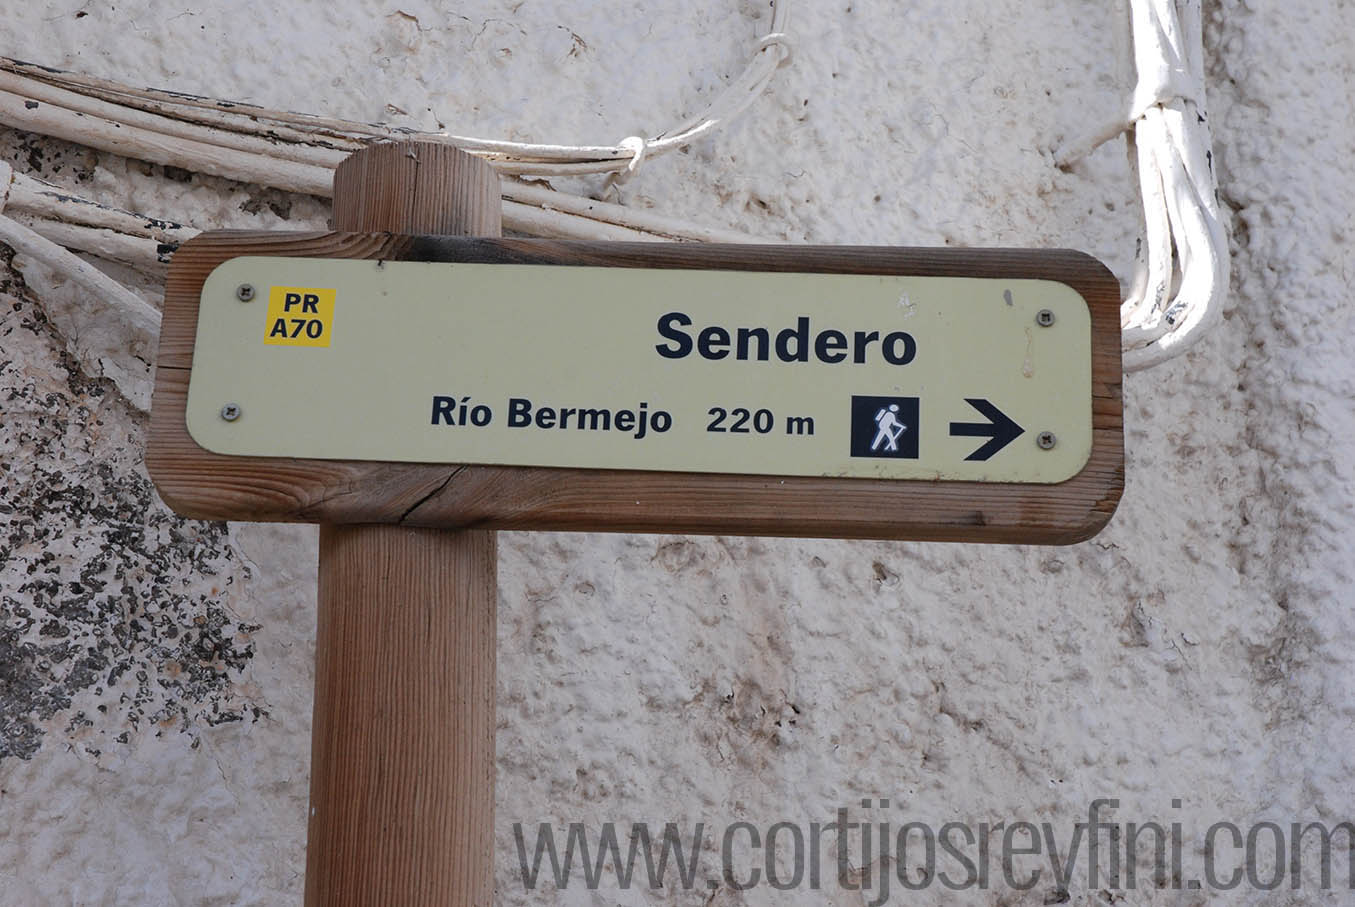 PR
A70
Sendero
Río Bermejo 220 m
www.cortijosreyfini.com